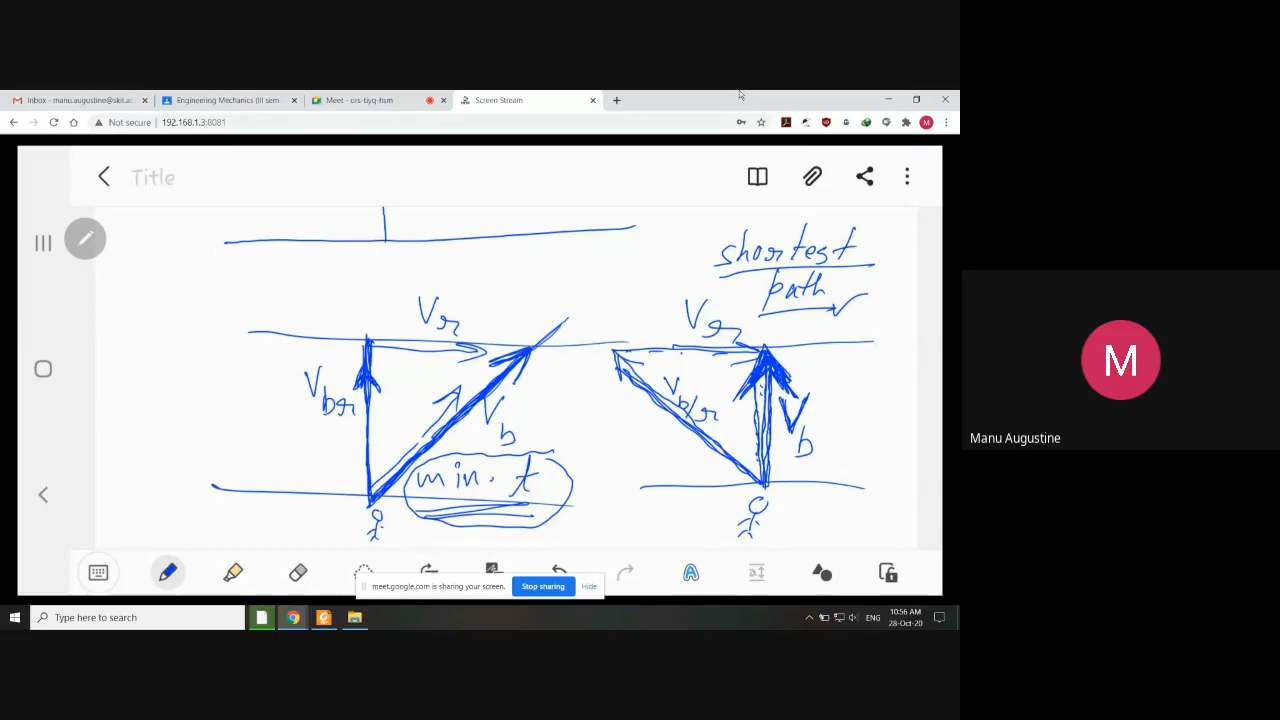 Inbox - manu.augustine@skit.ac
Engineering Mechanics (III sem
Meet - ors-tiyq-hsm
Screen Stream
Not secure | 192.168.1.3:8081
Title
shortest
path
Vr
Vr
Vbr
Vb/r
Vb
Vb
min. t
Manu Augustine
M
meet.google.com is sharing your screen.
Stop sharing
Hide
Type here to search
ENG
10:56 AM
28-Oct-20